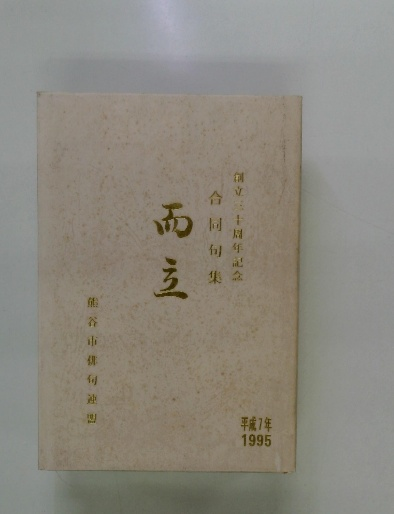 創立三十周年記念
合同句集
而立
熊谷市俳句連盟
平成7年
1995